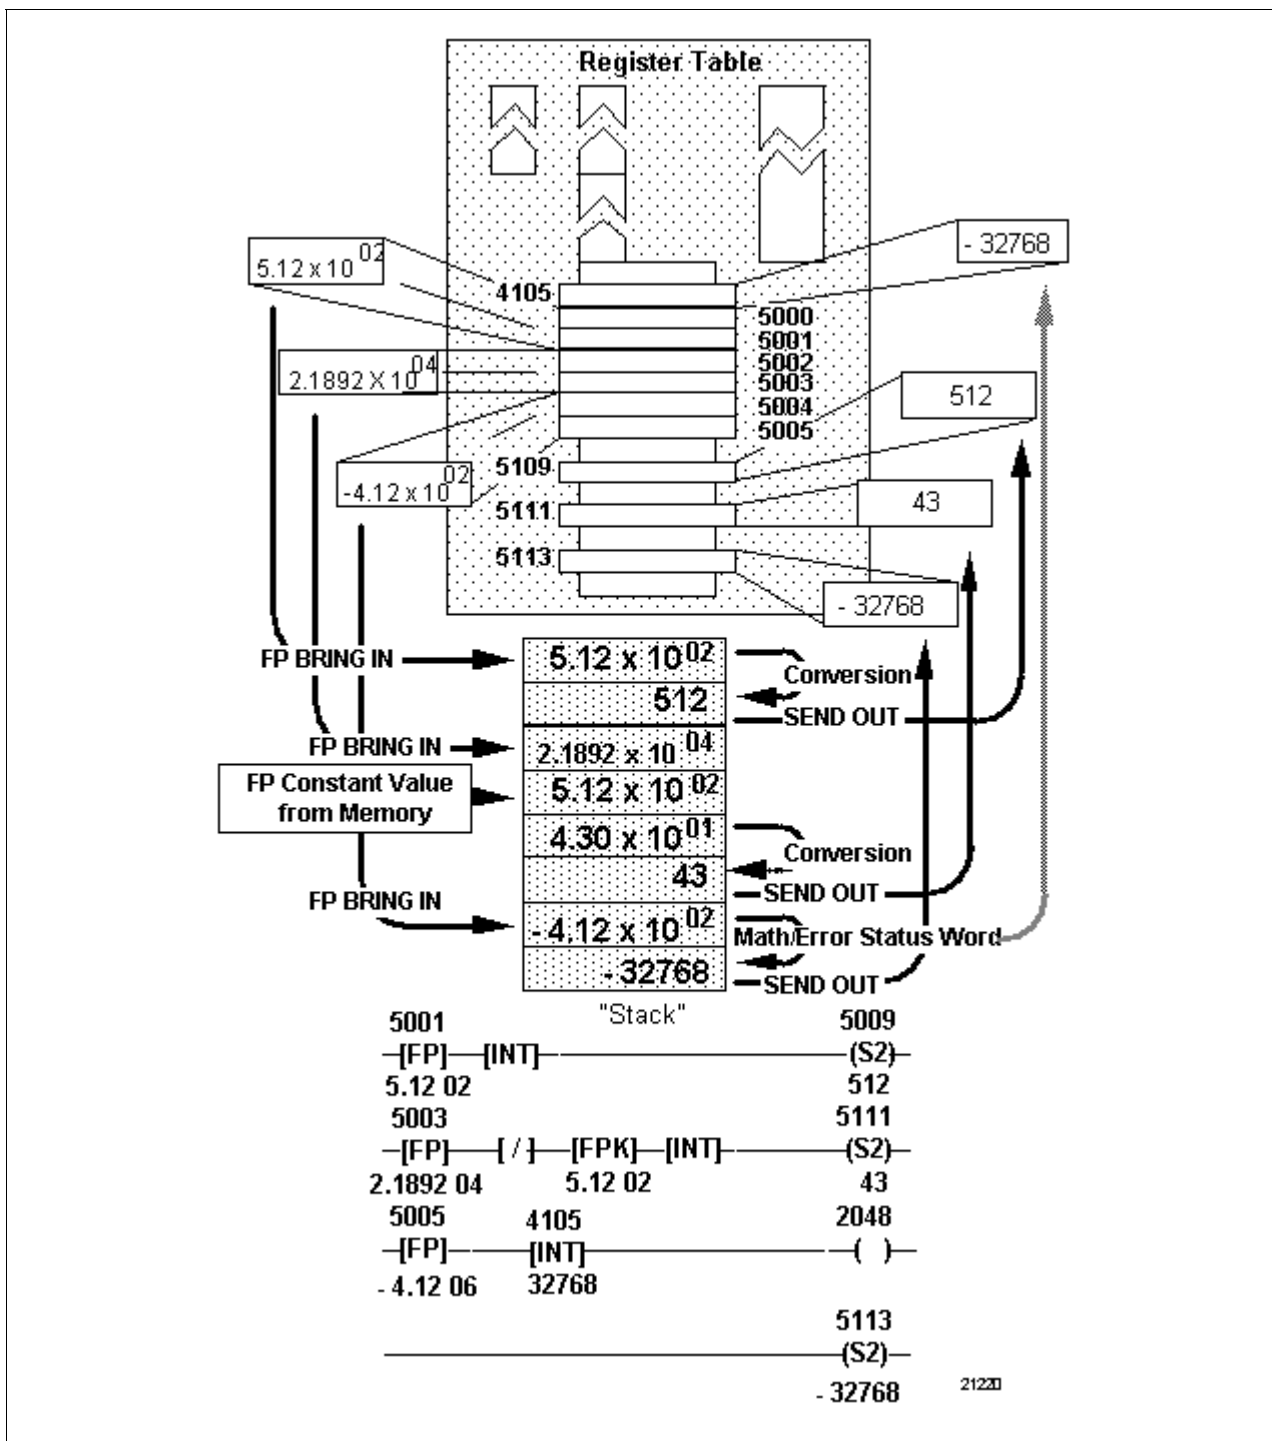 Register Table
- 32768
5.12 x 10 02
4105
5000
5001
5002
2.1892 X 10 04
5003
512
5004
5005
5109
-4.12 x 10 02
43
5111
5113
- 32768
FP BRING IN
5.12 x 10 02
Conversion
512
SEND OUT
FP BRING IN
2.1892 x 10 04
FP Constant Value
from Memory
5.12 x 10 02
4.30 x 10 01
Conversion
43
SEND OUT
FP BRING IN
- 4.12 x 10 02
Math/Error Status Word
- 32768
SEND OUT
"Stack"
5001 5009
[FP] [INT] (S2)
5.12 02 512
5003 5111
[FP] [ / ] [FPK] [INT] (S2)
2.1892 04 5.12 02 43
5005 4105 2048
[FP] [INT] ( )
- 4.12 06 32768
5113
(S2)
- 32768
21220